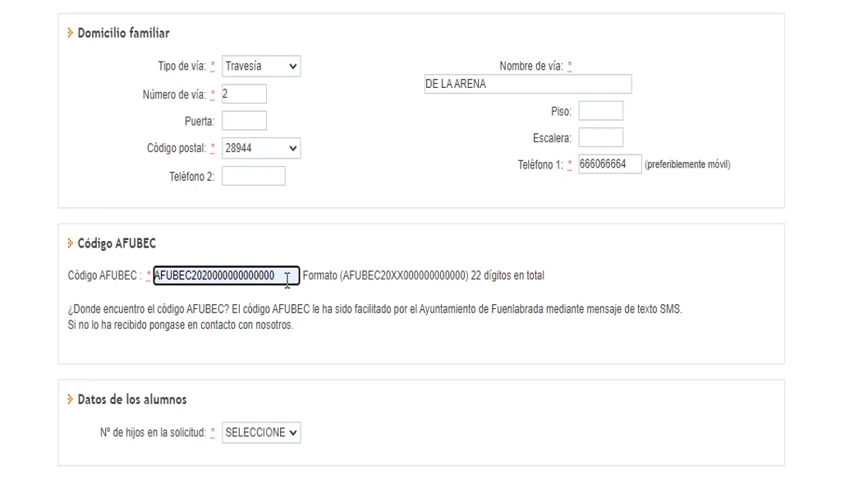 Domicilio familiar
Tipo de vía: * Travesía
Nombre de vía: *
DE LA ARENA
Número de vía: * 2
Piso:
Puerta:
Escalera:
Código postal: * 28944
Teléfono 1: * 666066664 (preferiblemente móvil)
Teléfono 2:
Código AFUBEC
Código AFUBEC : * AFUBEC2020000000000000 Formato (AFUBEC20XX000000000000) 22 dígitos en total
¿Donde encuentro el código AFUBEC? El código AFUBEC le ha sido facilitado por el Ayuntamiento de Fuenlabrada mediante mensaje de texto SMS.
Si no lo ha recibido pongase en contacto con nosotros.
Datos de los alumnos
Nº de hijos en la solicitud: * SELECCIONE